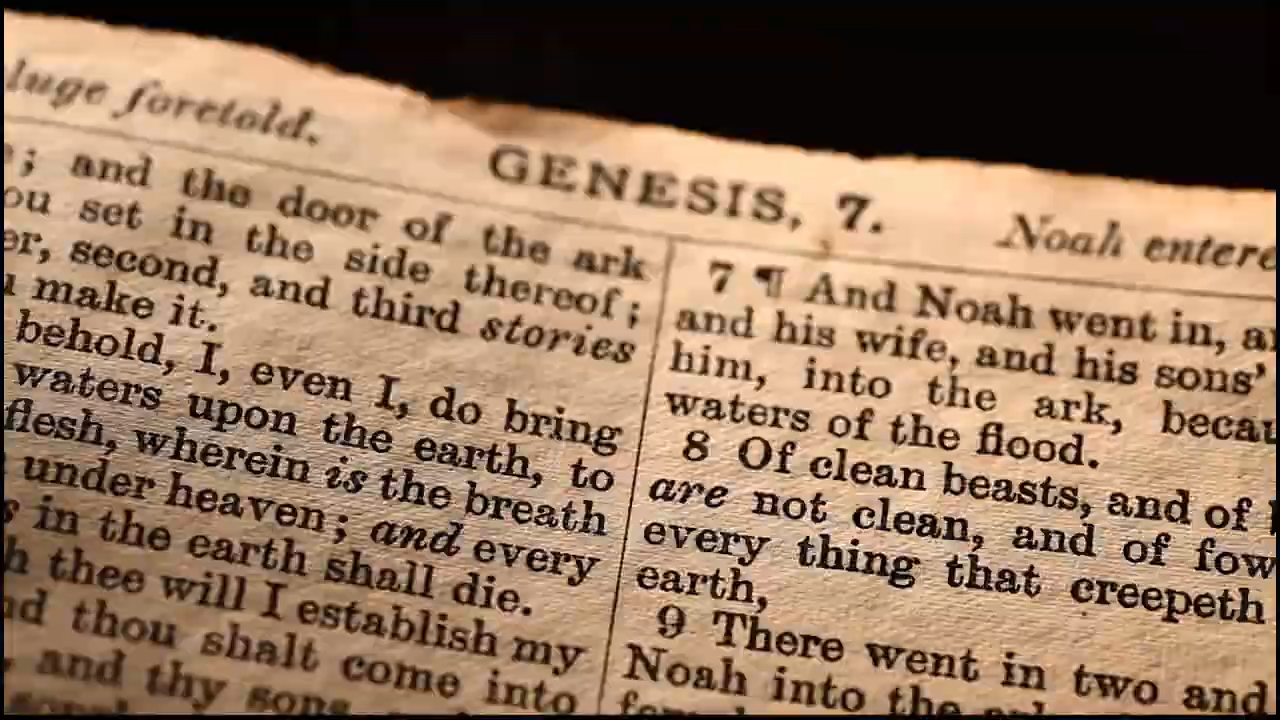 luge foretold.
GENESIS, 7.
Noah entere
; and the door of the ark
ou set in the side thereof;
er, second, and third stories
make it.
behold, I, even I, do bring
waters upon the earth, to
flesh, wherein is the breath
under heaven; and every
s in the earth shall die.
h thee will I establish my
nd thou shalt come into
, and thy sons,
7 ¶ And Noah went in, a
and his wife, and his sons'
him, into the ark, becau
waters of the flood.
8 Of clean beasts, and of
are not clean, and of fow
every thing that creepeth
earth,
9 There went in two and
Noah into the ark